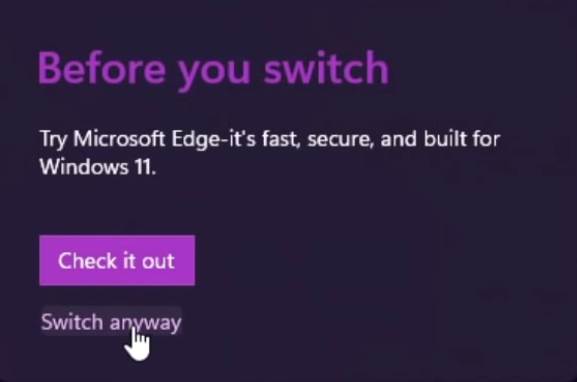 Before you switch
Try Microsoft Edge-it's fast, secure, and built for
Windows 11.
Check it out
Switch anyway